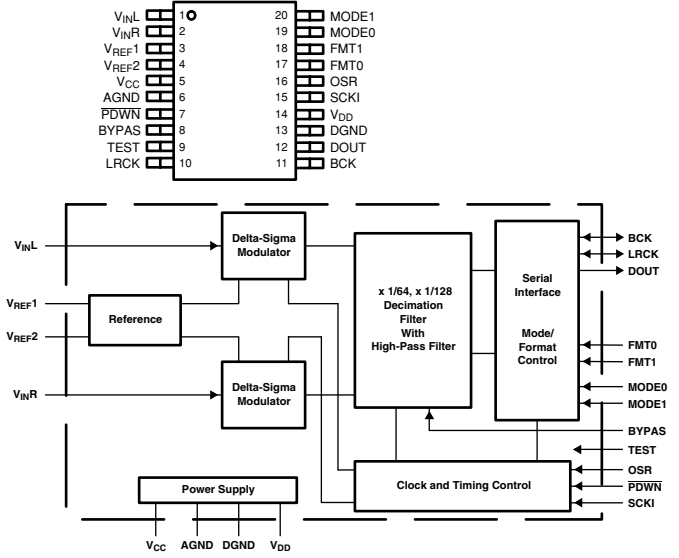 VINL 1 20 MODE1
VINR 2 19 MODE0
VREF1 3 18 FMT1
VREF2 4 17 FMT0
VCC 5 16 OSR
AGND 6 15 SCKI
PDWN 7 14 VDD
BYPAS 8 13 DGND
TEST 9 12 DOUT
LRCK 10 11 BCK
VINL
Delta-Sigma
Modulator
VREF1
Reference
VREF2
Delta-Sigma
Modulator
VINR
x 1/64, x 1/128
Decimation
Filter
With
High-Pass Filter
Serial
Interface
Mode/
Format
Control
BCK
LRCK
DOUT
FMT0
FMT1
MODE0
MODE1
BYPAS
TEST
OSR
PDWN
SCKI
Clock and Timing Control
Power Supply
VCC AGND DGND VDD